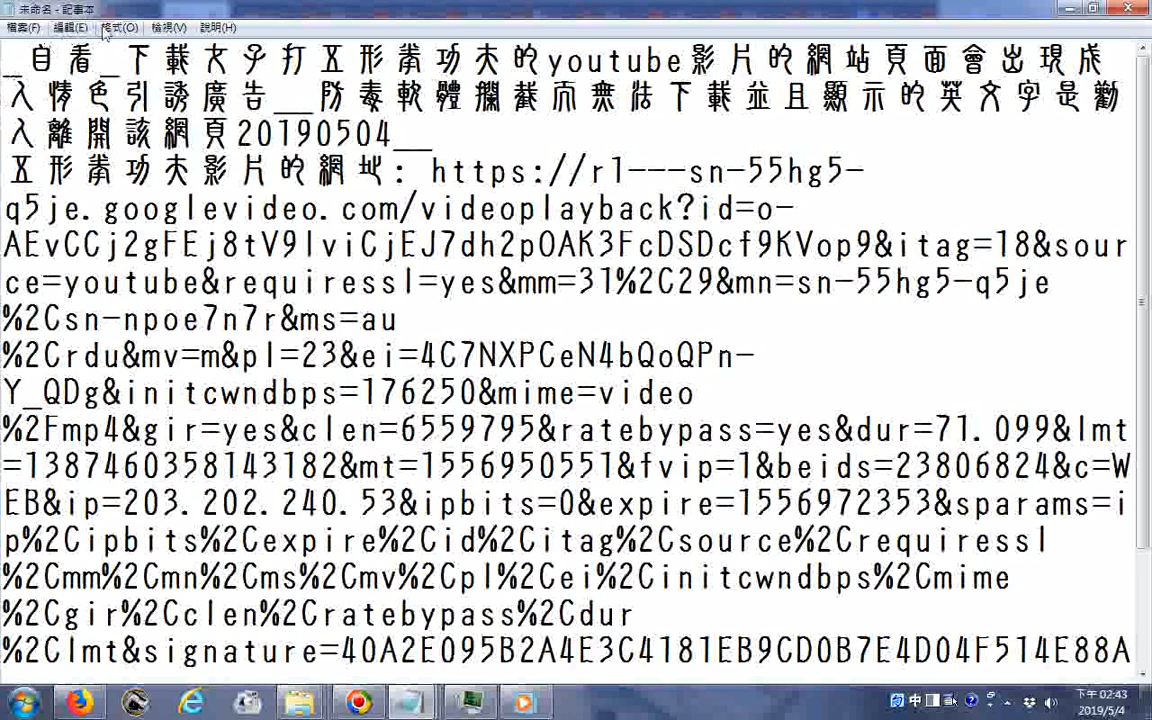 未命名 - 記事本
檔案(F) 編輯(E) 格式(O) 檢視(V) 說明(H)
_自看_下載女子打五形拳功夫的youtube影片的網站頁面會出現成
人情色引誘廣告__防毒軟體攔截而無法下載並且顯示的英文字是勸
人離開該網頁20190504__
五形拳功夫影片的網址: https://r1---sn-55hg5-
q5je.googlevideo.com/videoplayback?id=o-
AEvCCj2gFEj8tV9lviCjEJ7dh2pOAK3FcDSDcf9KVop9&itag=18&sour
ce=youtube&requiressl=yes&mm=31%2C29&mn=sn-55hg5-q5je
%2Csn-npoe7n7r&ms=au
%2Crdu&mv=m&pl=23&ei=4C7NXPCeN4bQoQPn-
Y_QDg&initcwndbps=176250&mime=video
%2Fmp4&gir=yes&clen=6559795&ratebypass=yes&dur=71.099&lmt
=1387460358143182&mt=1556950551&fvip=1&beids=23806824&c=W
EB&ip=203.202.240.53&ipbits=0&expire=1556972353&sparams=i
p%2Cipbits%2Cexpire%2Cid%2Citag%2Csource%2Crequiressl
%2Cmm%2Cmn%2Cms%2Cmv%2Cpl%2Cei%2Cinitcwndbps%2Cmime
%2Cgir%2Cclen%2Cratebypass%2Cdur
%2Clmt&signature=40A2E095B2A4E3C4181EB9CD0B7E4D04F514E88A
中
下午 02:43
2019/5/4